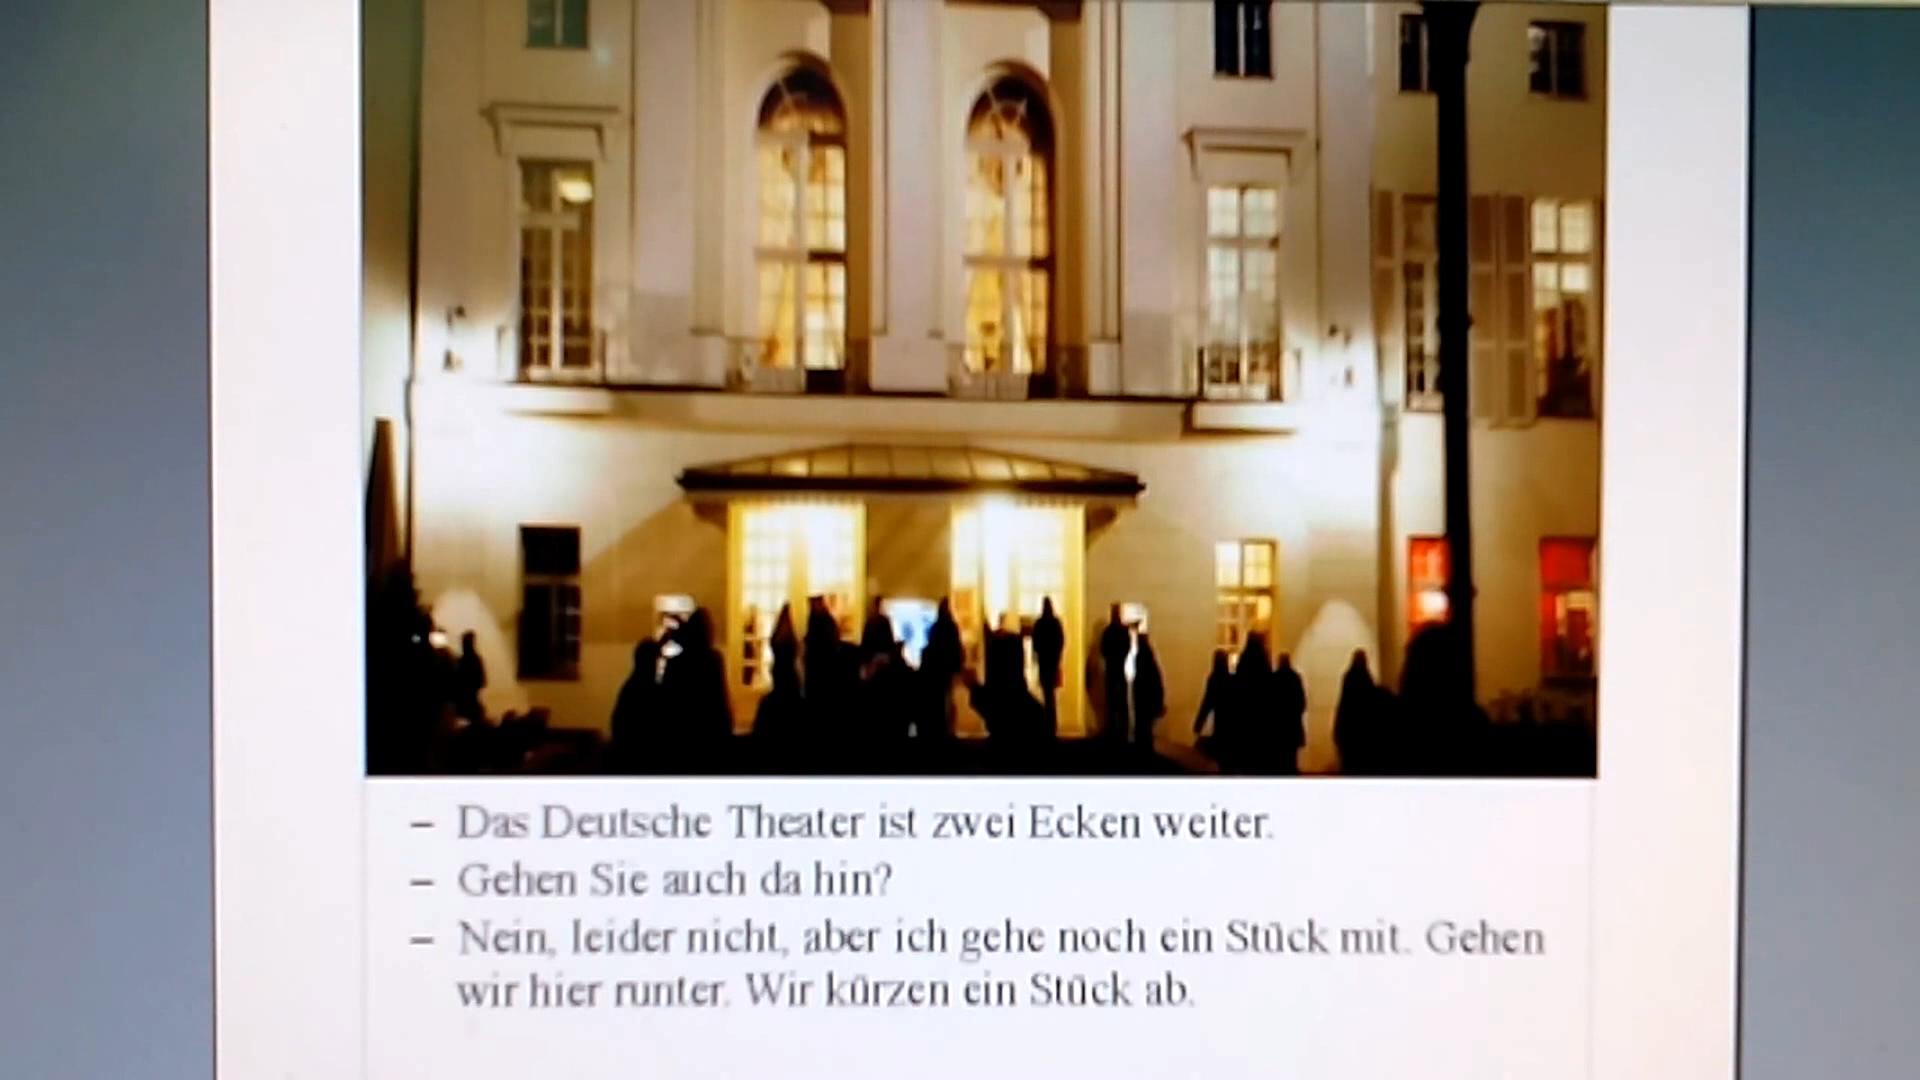 – Das Deutsche Theater ist zwei Ecken weiter.
– Gehen Sie auch da hin?
– Nein, leider nicht, aber ich gehe noch ein Stück mit. Gehen
wir hier runter. Wir kürzen ein Stück ab.